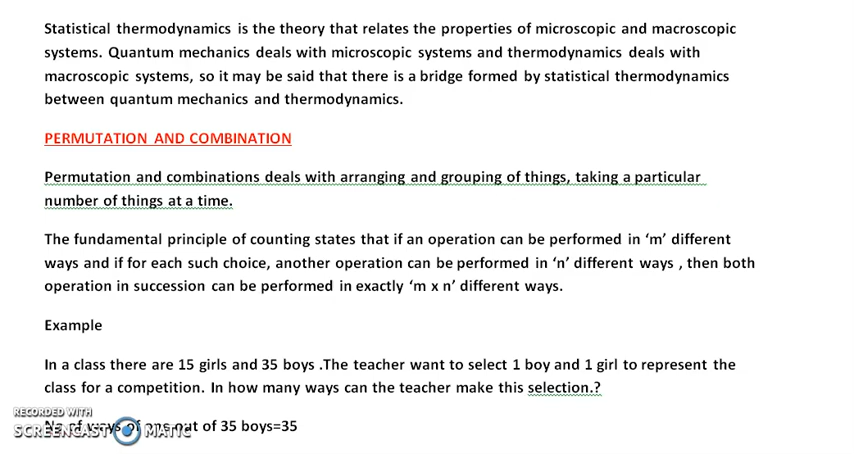 Statistical thermodynamics is the theory that relates the properties of microscopic and macroscopic
systems. Quantum mechanics deals with microscopic systems and thermodynamics deals with
macroscopic systems, so it may be said that there is a bridge formed by statistical thermodynamics
between quantum mechanics and thermodynamics.
PERMUTATION AND COMBINATION
Permutation and combinations deals with arranging and grouping of things, taking a particular
number of things at a time.
The fundamental principle of counting states that if an operation can be performed in ‘m’ different
ways and if for each such choice, another operation can be performed in ‘n’ different ways , then both
operation in succession can be performed in exactly ‘m x n’ different ways.
Example
In a class there are 15 girls and 35 boys .The teacher want to select 1 boy and 1 girl to represent the
class for a competition. In how many ways can the teacher make this selection.?
RECORDED WITH
SCREENCAST MATIC
of ways of one out of 35 boys=35